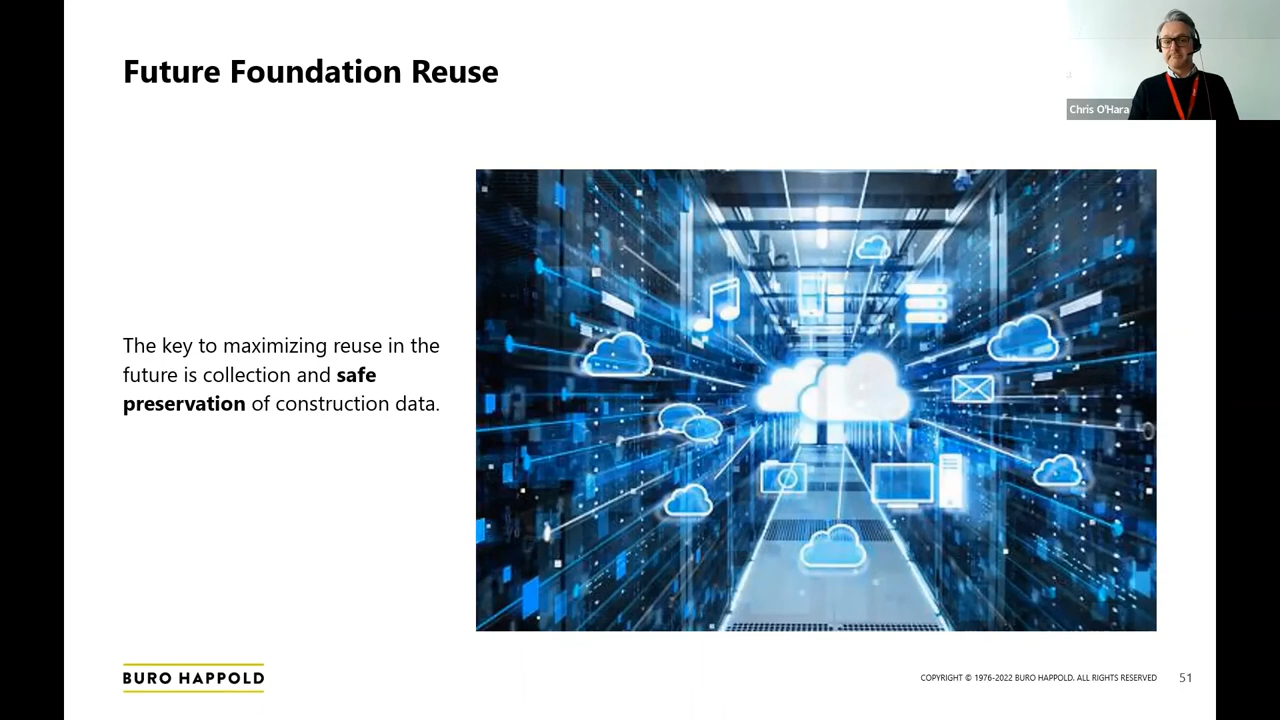 Future Foundation Reuse
Chris O'Hara
The key to maximizing reuse in the
future is collection and safe
preservation of construction data.
BURO HAPPOLD
COPYRIGHT © 1976-2022 BURO HAPPOLD. ALL RIGHTS RESERVED
51